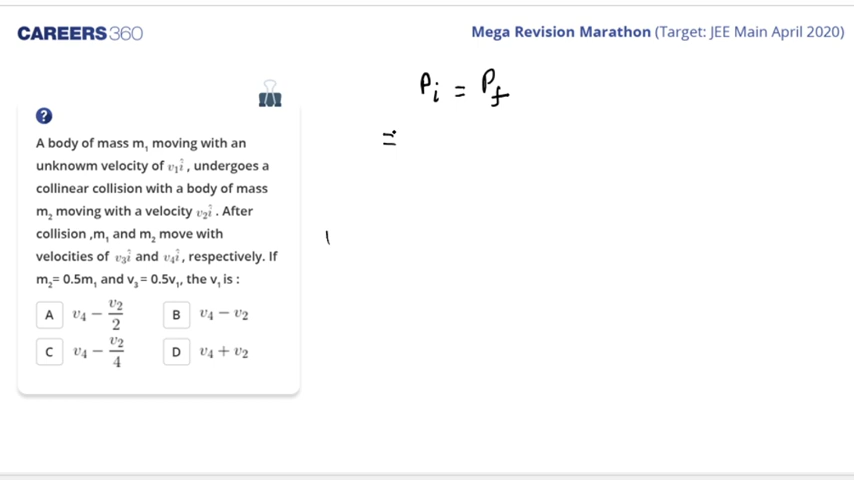 CAREERS360
Mega Revision Marathon (Target: JEE Main April 2020)
P_i = P_f
=
?
A body of mass m₁ moving with an
unknowm velocity of v₁î , undergoes a
collinear collision with a body of mass
m₂ moving with a velocity v₂î . After
collision ,m₁ and m₂ move with
velocities of v₃î and v₄î , respectively. If
m₂= 0.5m₁ and v₃ = 0.5v₁, the v₁ is :
A v₄ − v₂/2 B v₄ − v₂
C v₄ − v₂/4 D v₄ + v₂